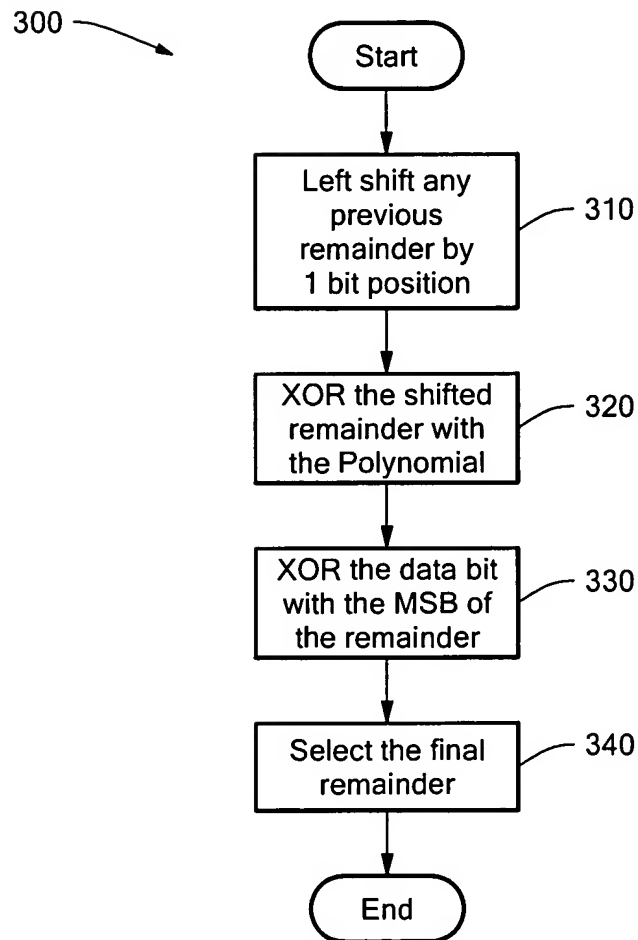 300
Start
Left shift any
previous
remainder by
1 bit position
310
XOR the shifted
remainder with
the Polynomial
320
XOR the data bit
with the MSB of
the remainder
330
Select the final
remainder
340
End